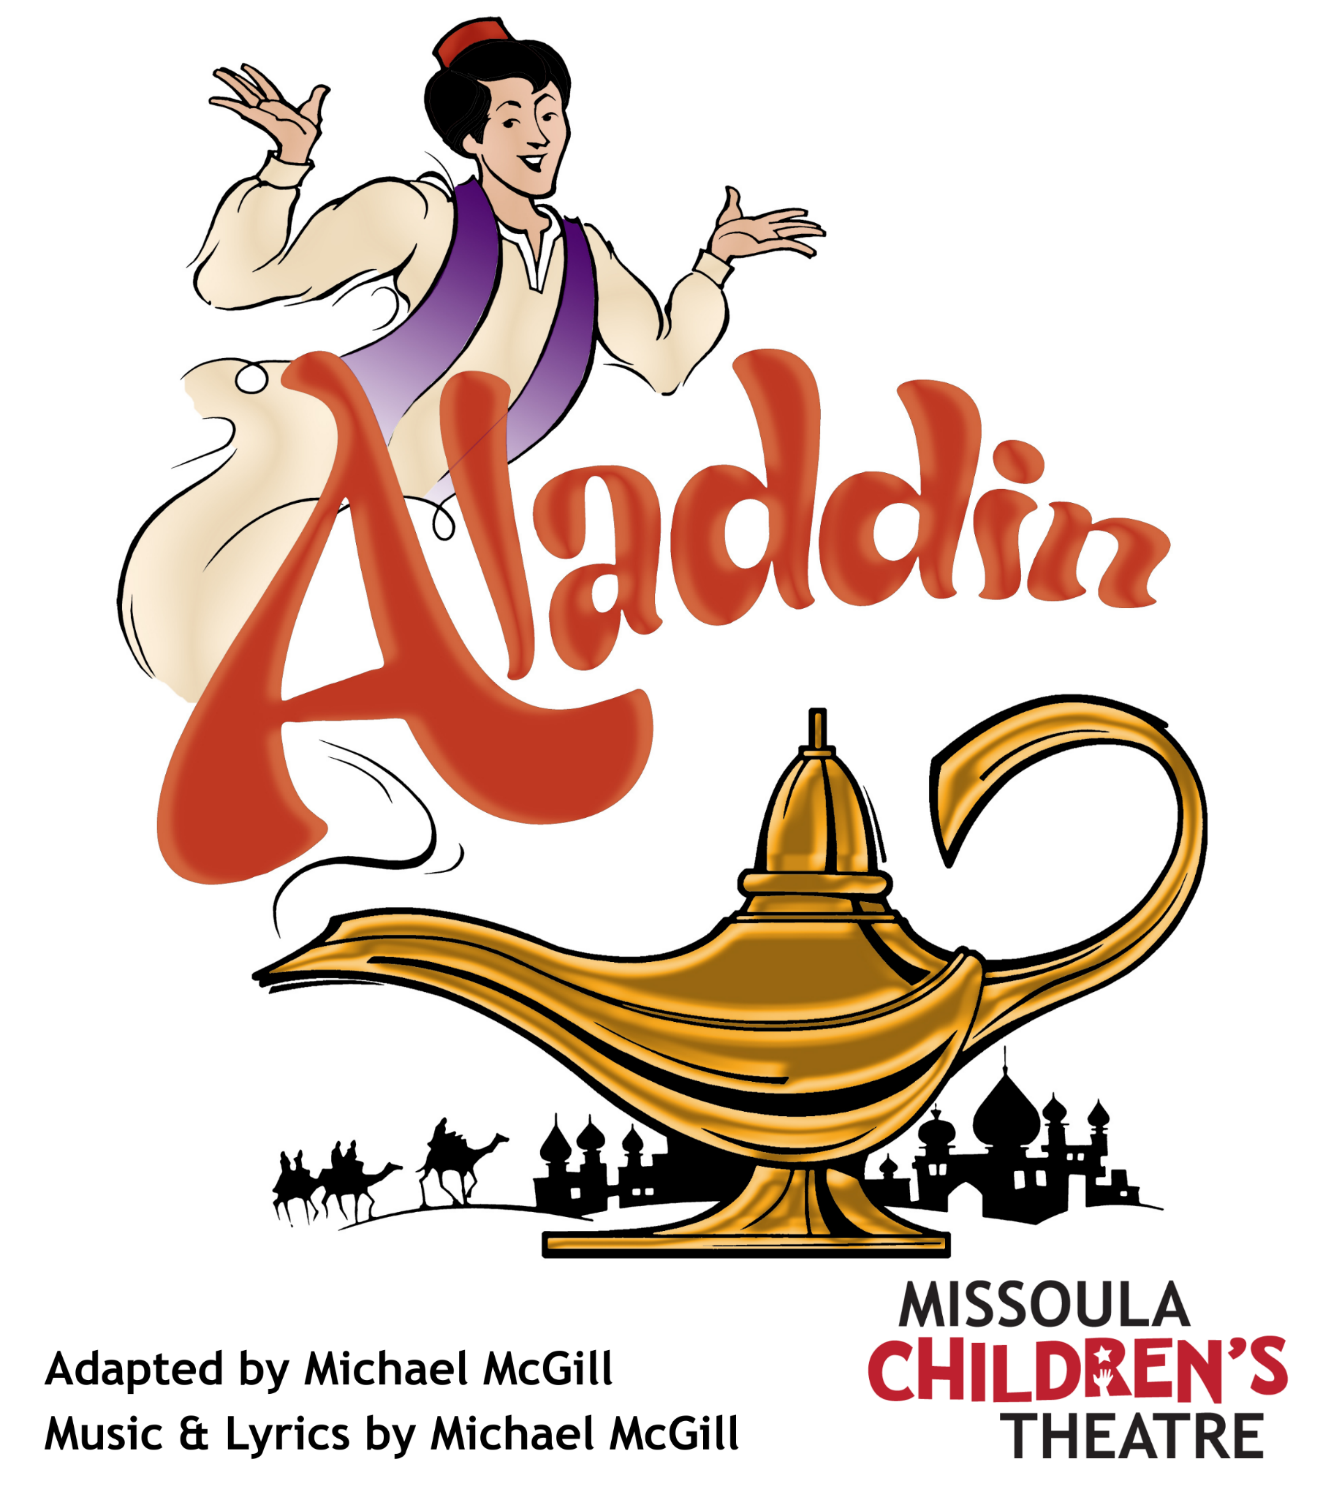 Aladdin
Adapted by Michael McGill
Music & Lyrics by Michael McGill
MISSOULA
CHILDREN'S
THEATRE